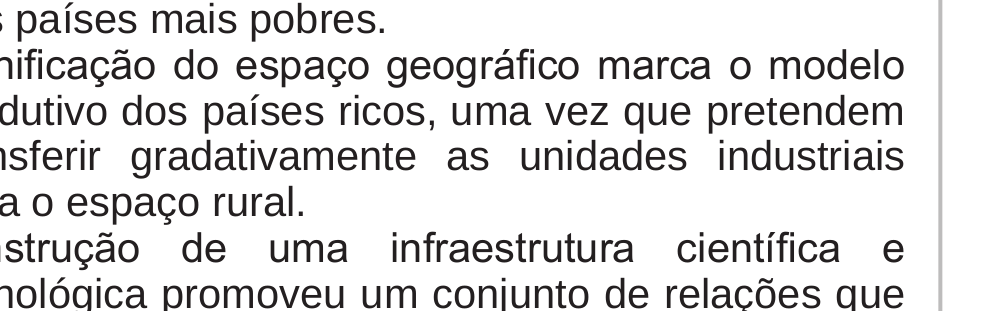 países mais pobres.
nificação do espaço geográfico marca o modelo
dutivo dos países ricos, uma vez que pretendem
nsferir gradativamente as unidades industriais
a o espaço rural.
nstrução de uma infraestrutura científica e
nológica promoveu um conjunto de relações que